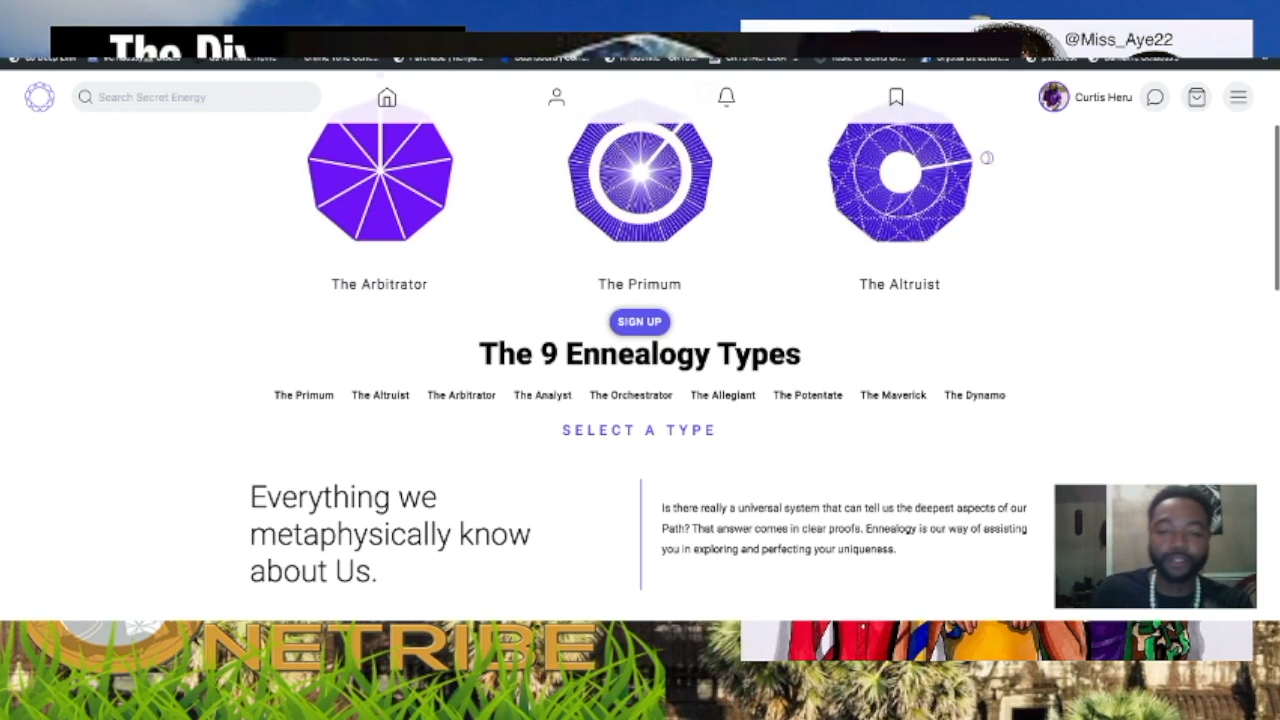 The Div
@Miss_Aye22
Search Secret Energy
Curtis Heru
The Arbitrator
The Primum
The Altruist
SIGN UP
The 9 Ennealogy Types
The Primum
The Altruist
The Arbitrator
The Analyst
The Orchestrator
The Allegiant
The Potentate
The Maverick
The Dynamo
SELECT A TYPE
Everything we
metaphysically know
about Us.
Is there really a universal system that can tell us the deepest aspects of our
Path? That answer comes in clear proofs. Ennealogy is our way of assisting
you in exploring and perfecting your uniqueness.
NETRIBE